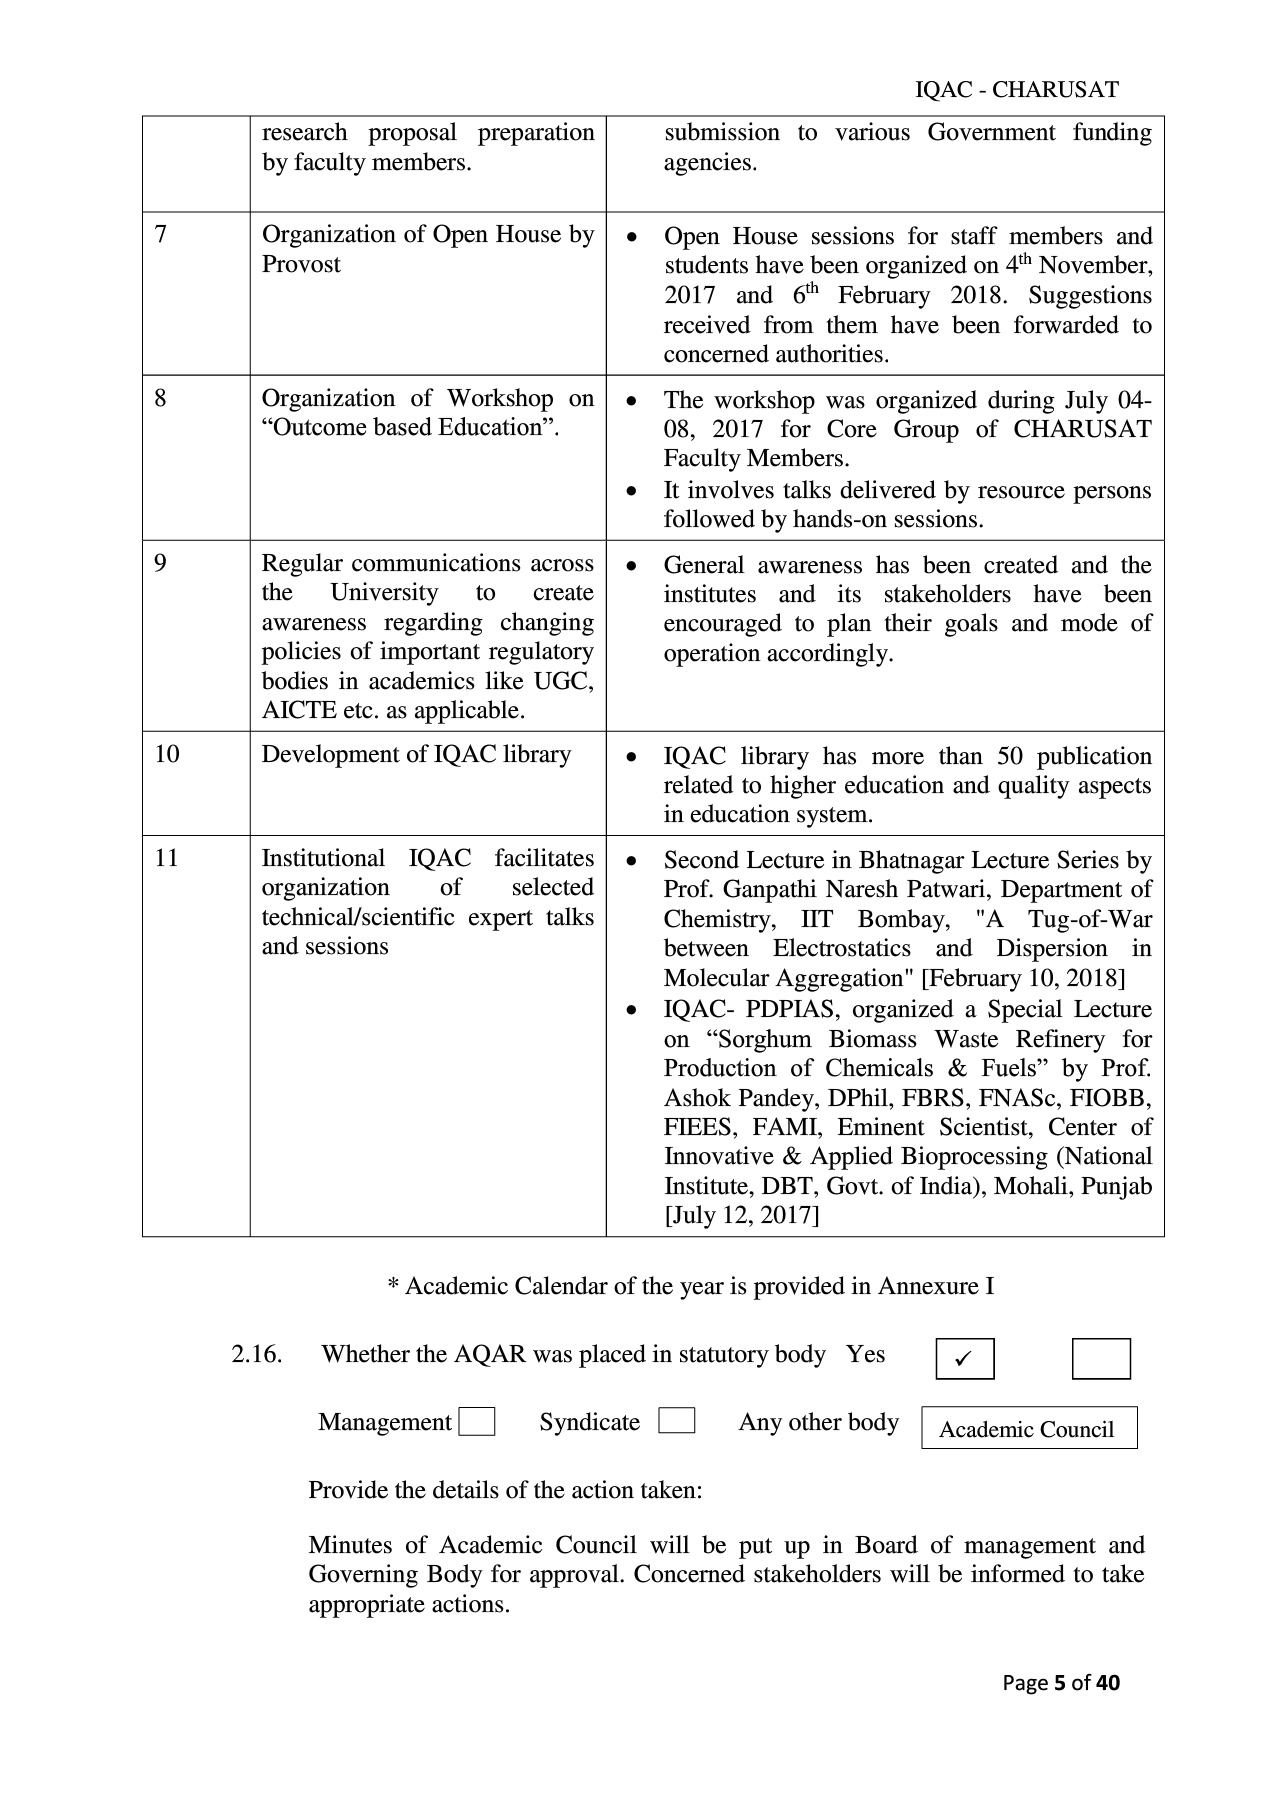 IQAC - CHARUSAT
research proposal preparation
by faculty members.
submission to various Government funding
agencies.
7
Organization of Open House by
Provost
• Open House sessions for staff members and
students have been organized on 4th November,
2017 and 6th February 2018. Suggestions
received from them have been forwarded to
concerned authorities.
8
Organization of Workshop on
“Outcome based Education”.
• The workshop was organized during July 04-
08, 2017 for Core Group of CHARUSAT
Faculty Members.
• It involves talks delivered by resource persons
followed by hands-on sessions.
9
Regular communications across
the University to create
awareness regarding changing
policies of important regulatory
bodies in academics like UGC,
AICTE etc. as applicable.
• General awareness has been created and the
institutes and its stakeholders have been
encouraged to plan their goals and mode of
operation accordingly.
10
Development of IQAC library
• IQAC library has more than 50 publication
related to higher education and quality aspects
in education system.
11
Institutional IQAC facilitates
organization of selected
technical/scientific expert talks
and sessions
• Second Lecture in Bhatnagar Lecture Series by
Prof. Ganpathi Naresh Patwari, Department of
Chemistry, IIT Bombay, "A Tug-of-War
between Electrostatics and Dispersion in
Molecular Aggregation" [February 10, 2018]
• IQAC- PDPIAS, organized a Special Lecture
on “Sorghum Biomass Waste Refinery for
Production of Chemicals & Fuels” by Prof.
Ashok Pandey, DPhil, FBRS, FNASc, FIOBB,
FIEES, FAMI, Eminent Scientist, Center of
Innovative & Applied Bioprocessing (National
Institute, DBT, Govt. of India), Mohali, Punjab
[July 12, 2017]
* Academic Calendar of the year is provided in Annexure I
2.16. Whether the AQAR was placed in statutory body Yes ✓
Management Syndicate Any other body Academic Council
Provide the details of the action taken:
Minutes of Academic Council will be put up in Board of management and
Governing Body for approval. Concerned stakeholders will be informed to take
appropriate actions.
Page 5 of 40